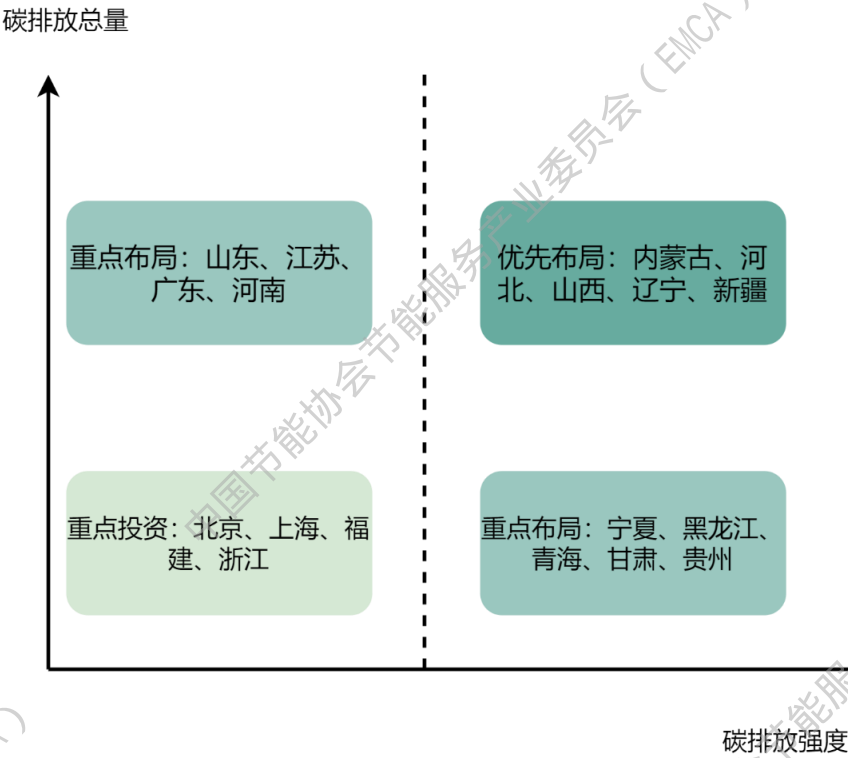 碳排放总量
重点布局：山东、江苏、
广东、河南
优先布局：内蒙古、河
北、山西、辽宁、新疆
重点投资：北京、上海、福
建、浙江
重点布局：宁夏、黑龙江、
青海、甘肃、贵州
碳排放强度
中国节能协会节能服务产业委员会（EMCA）